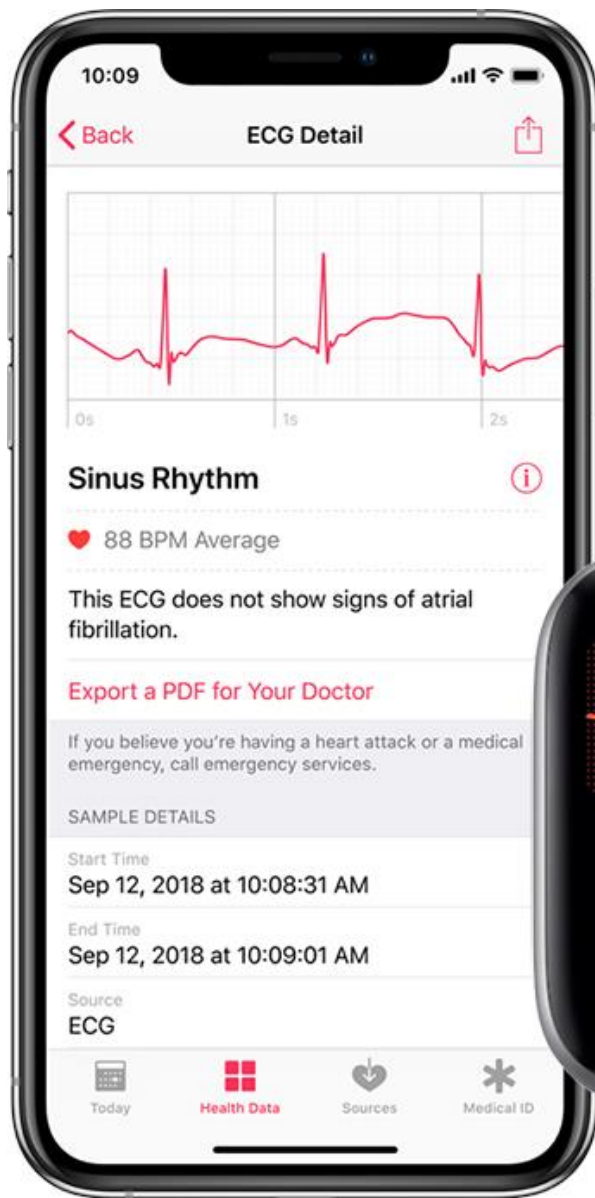 10:09
Back
ECG Detail
0s
1s
2s
Sinus Rhythm
88 BPM Average
This ECG does not show signs of atrial
fibrillation.
Export a PDF for Your Doctor
If you believe you're having a heart attack or a medical
emergency, call emergency services.
SAMPLE DETAILS
Start Time
Sep 12, 2018 at 10:08:31 AM
End Time
Sep 12, 2018 at 10:09:01 AM
Source
ECG
Today
Health Data
Sources
Medical ID